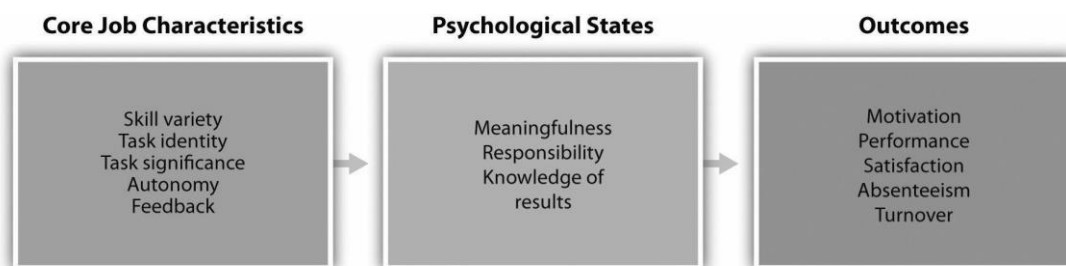 Core Job Characteristics
Skill variety
Task identity
Task significance
Autonomy
Feedback
Psychological States
Meaningfulness
Responsibility
Knowledge of
results
Outcomes
Motivation
Performance
Satisfaction
Absenteeism
Turnover